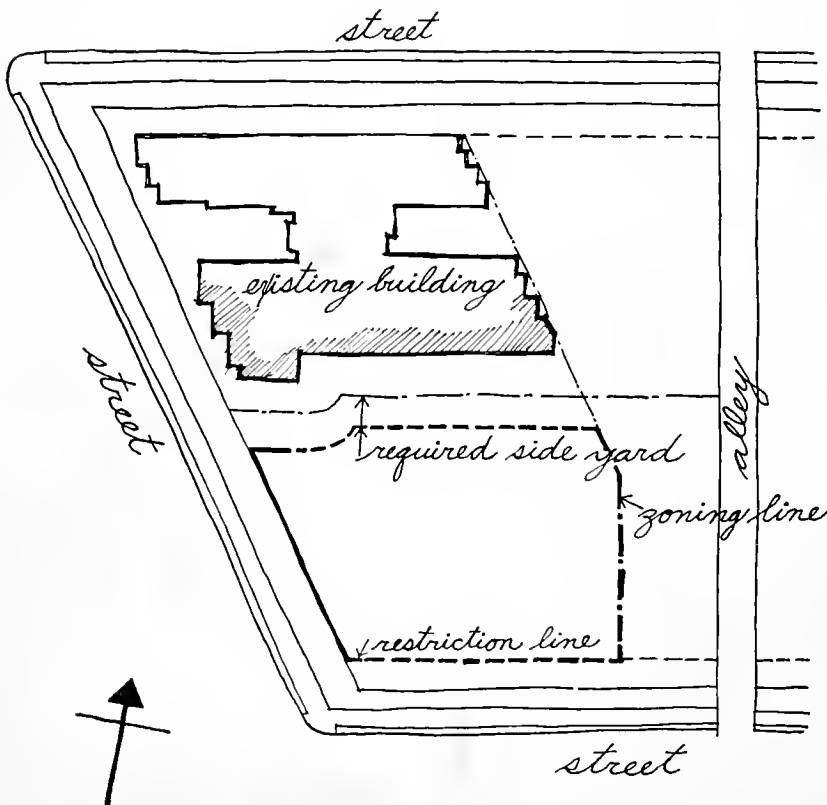 street
existing building
street
alley
required side yard
zoning line
restriction line
street